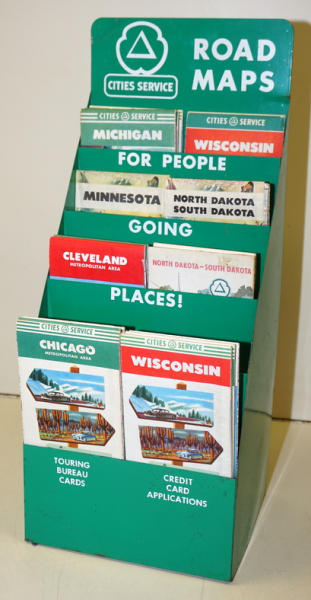 ROAD
MAPS
CITIES SERVICE
CITIES SERVICE
MICHIGAN
CITIES SERVICE
WISCONSIN
FOR PEOPLE
MINNESOTA
NORTH DAKOTA
SOUTH DAKOTA
GOING
CLEVELAND
METROPOLITAN AREA
NORTH DAKOTA-SOUTH DAKOTA
PLACES!
CITIES SERVICE
CHICAGO
METROPOLITAN AREA
CITIES SERVICE
WISCONSIN
TOURING
BUREAU
CARDS
CREDIT
CARD
APPLICATIONS